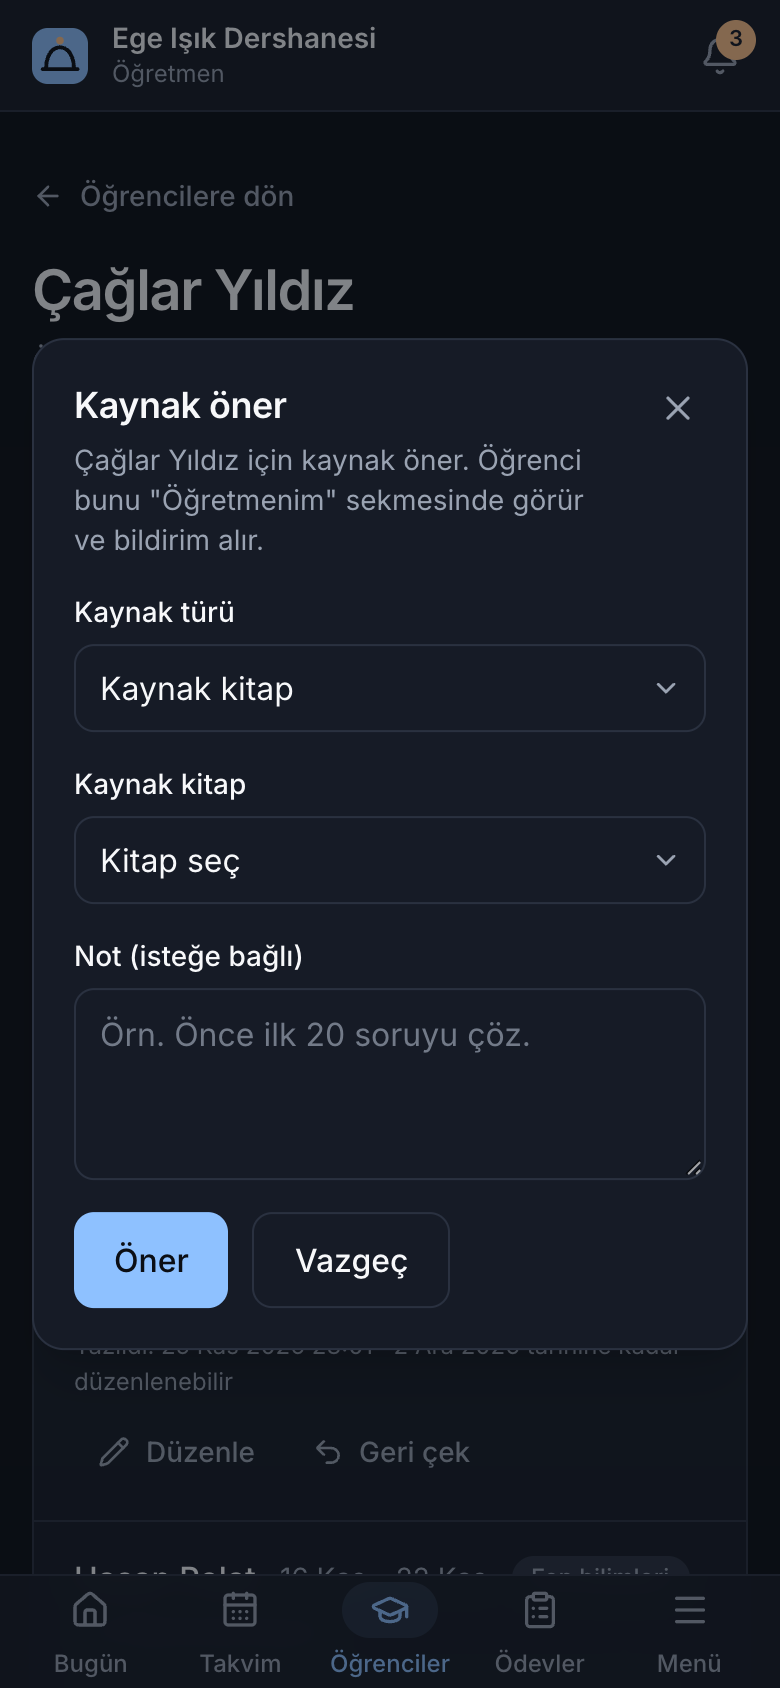 Ege Işık Dershanesi
Öğretmen
3
Öğrencilere dön
Çağlar Yıldız
Kaynak öner
Çağlar Yıldız için kaynak öner. Öğrenci
bunu "Öğretmenim" sekmesinde görür
ve bildirim alır.
Kaynak türü
Kaynak kitap
Kaynak kitap
Kitap seç
Not (isteğe bağlı)
Örn. Önce ilk 20 soruyu çöz.
Öner
Vazgeç
düzenlenebilir
Düzenle
Geri çek
Bugün
Takvim
Öğrenciler
Ödevler
Menü